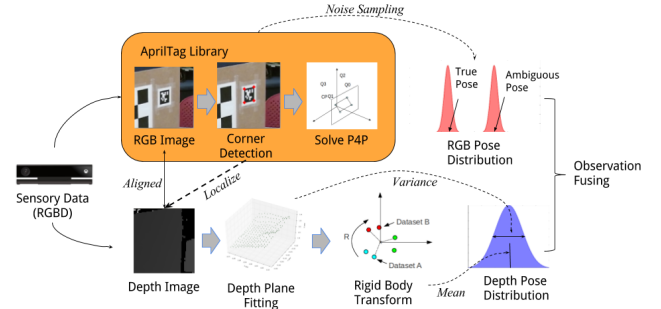 Noise Sampling
AprilTag Library
RGB Image
Corner
Detection
Solve P4P
True
Pose
Ambiguous
Pose
RGB Pose
Distribution
Sensory Data
(RGBD)
Aligned
Localize
Variance
Observation
Fusing
Depth Image
Depth Plane
Fitting
R
Dataset B
Dataset A
Rigid Body
Transform
Mean
Depth Pose
Distribution